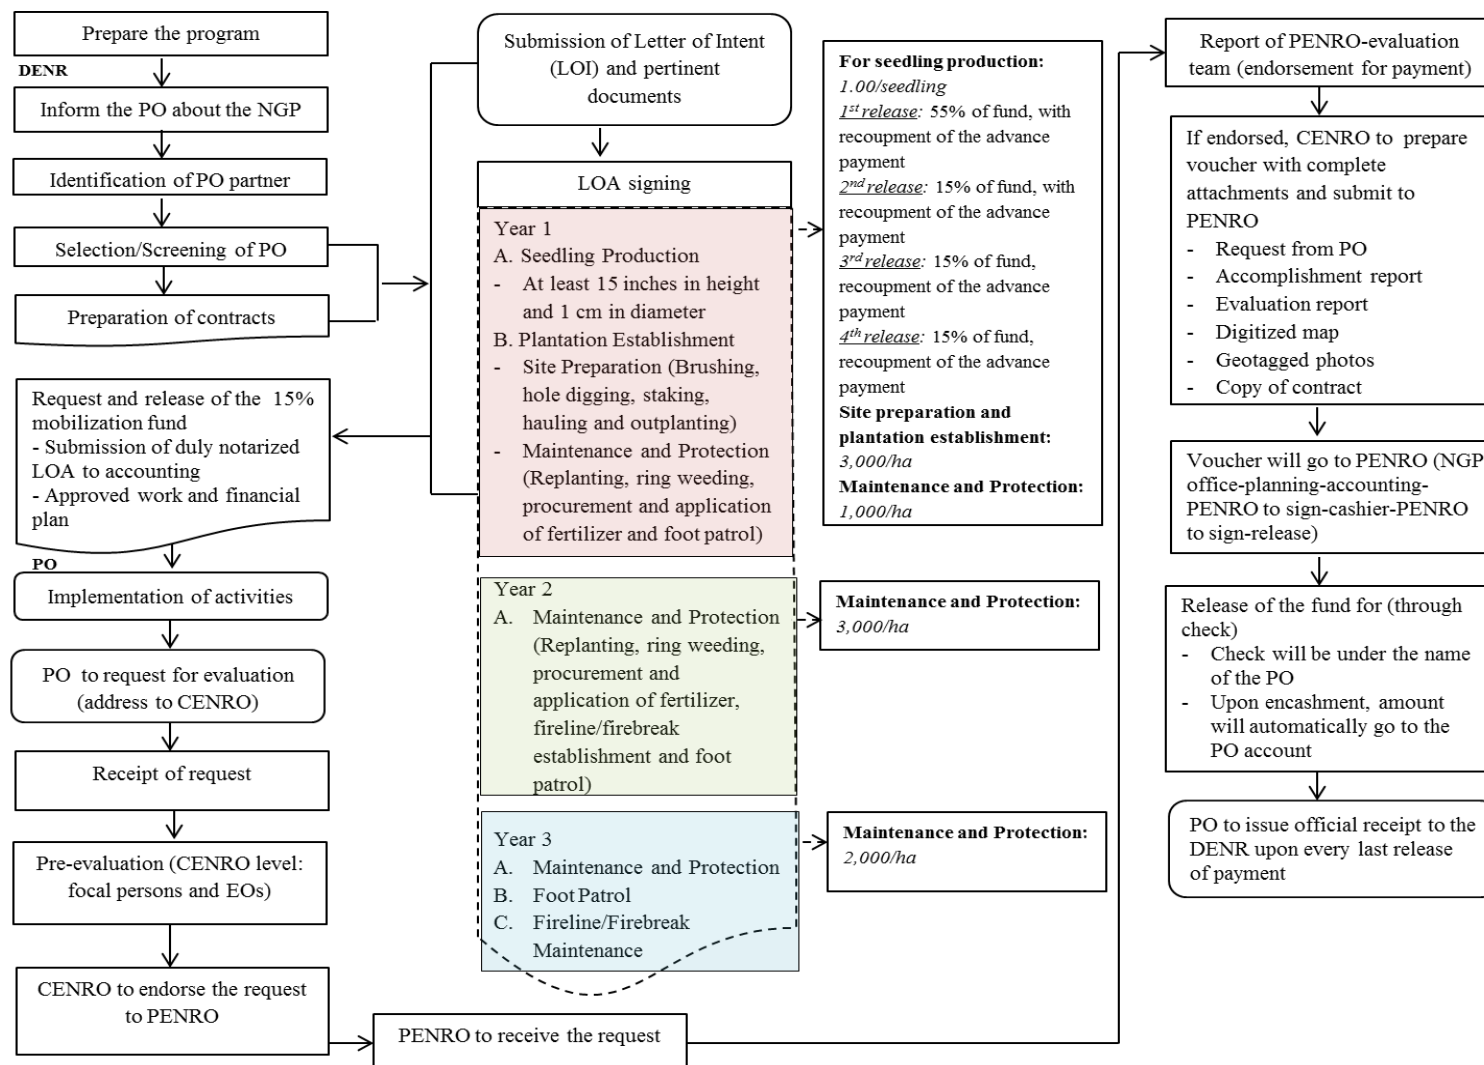 Prepare the program
DENR
Inform the PO about the NGP
Identification of PO partner
Selection/Screening of PO
Preparation of contracts
Request and release of the 15%
mobilization fund
- Submission of duly notarized
LOA to accounting
- Approved work and financial
plan
PO
Implementation of activities
PO to request for evaluation
(address to CENRO)
Receipt of request
Pre-evaluation (CENRO level:
focal persons and EOs)
CENRO to endorse the request
to PENRO
PENRO to receive the request
Submission of Letter of Intent
(LOI) and pertinent
documents
LOA signing
Year 1
A. Seedling Production
- At least 15 inches in height
and 1 cm in diameter
B. Plantation Establishment
- Site Preparation (Brushing,
hole digging, staking,
hauling and outplanting)
- Maintenance and Protection
(Replanting, ring weeding,
procurement and application
of fertilizer and foot patrol)
Year 2
A. Maintenance and Protection
(Replanting, ring weeding,
procurement and
application of fertilizer,
fireline/firebreak
establishment and foot
patrol)
Year 3
A. Maintenance and Protection
B. Foot Patrol
C. Fireline/Firebreak
Maintenance
For seedling production:
1.00/seedling
1st release: 55% of fund, with
recoupment of the advance
payment
2nd release: 15% of fund, with
recoupment of the advance
payment
3rd release: 15% of fund,
recoupment of the advance
payment
4th release: 15% of fund,
recoupment of the advance
payment
Site preparation and
plantation establishment:
3,000/ha
Maintenance and Protection:
1,000/ha
Maintenance and Protection:
3,000/ha
Maintenance and Protection:
2,000/ha
Report of PENRO-evaluation
team (endorsement for payment)
If endorsed, CENRO to prepare
voucher with complete
attachments and submit to
PENRO
- Request from PO
- Accomplishment report
- Evaluation report
- Digitized map
- Geotagged photos
- Copy of contract
Voucher will go to PENRO (NGP
office-planning-accounting-
PENRO to sign-cashier-PENRO
to sign-release)
Release of the fund for (through
check)
- Check will be under the name
of the PO
- Upon encashment, amount
will automatically go to the
PO account
PO to issue official receipt to the
DENR upon every last release
of payment